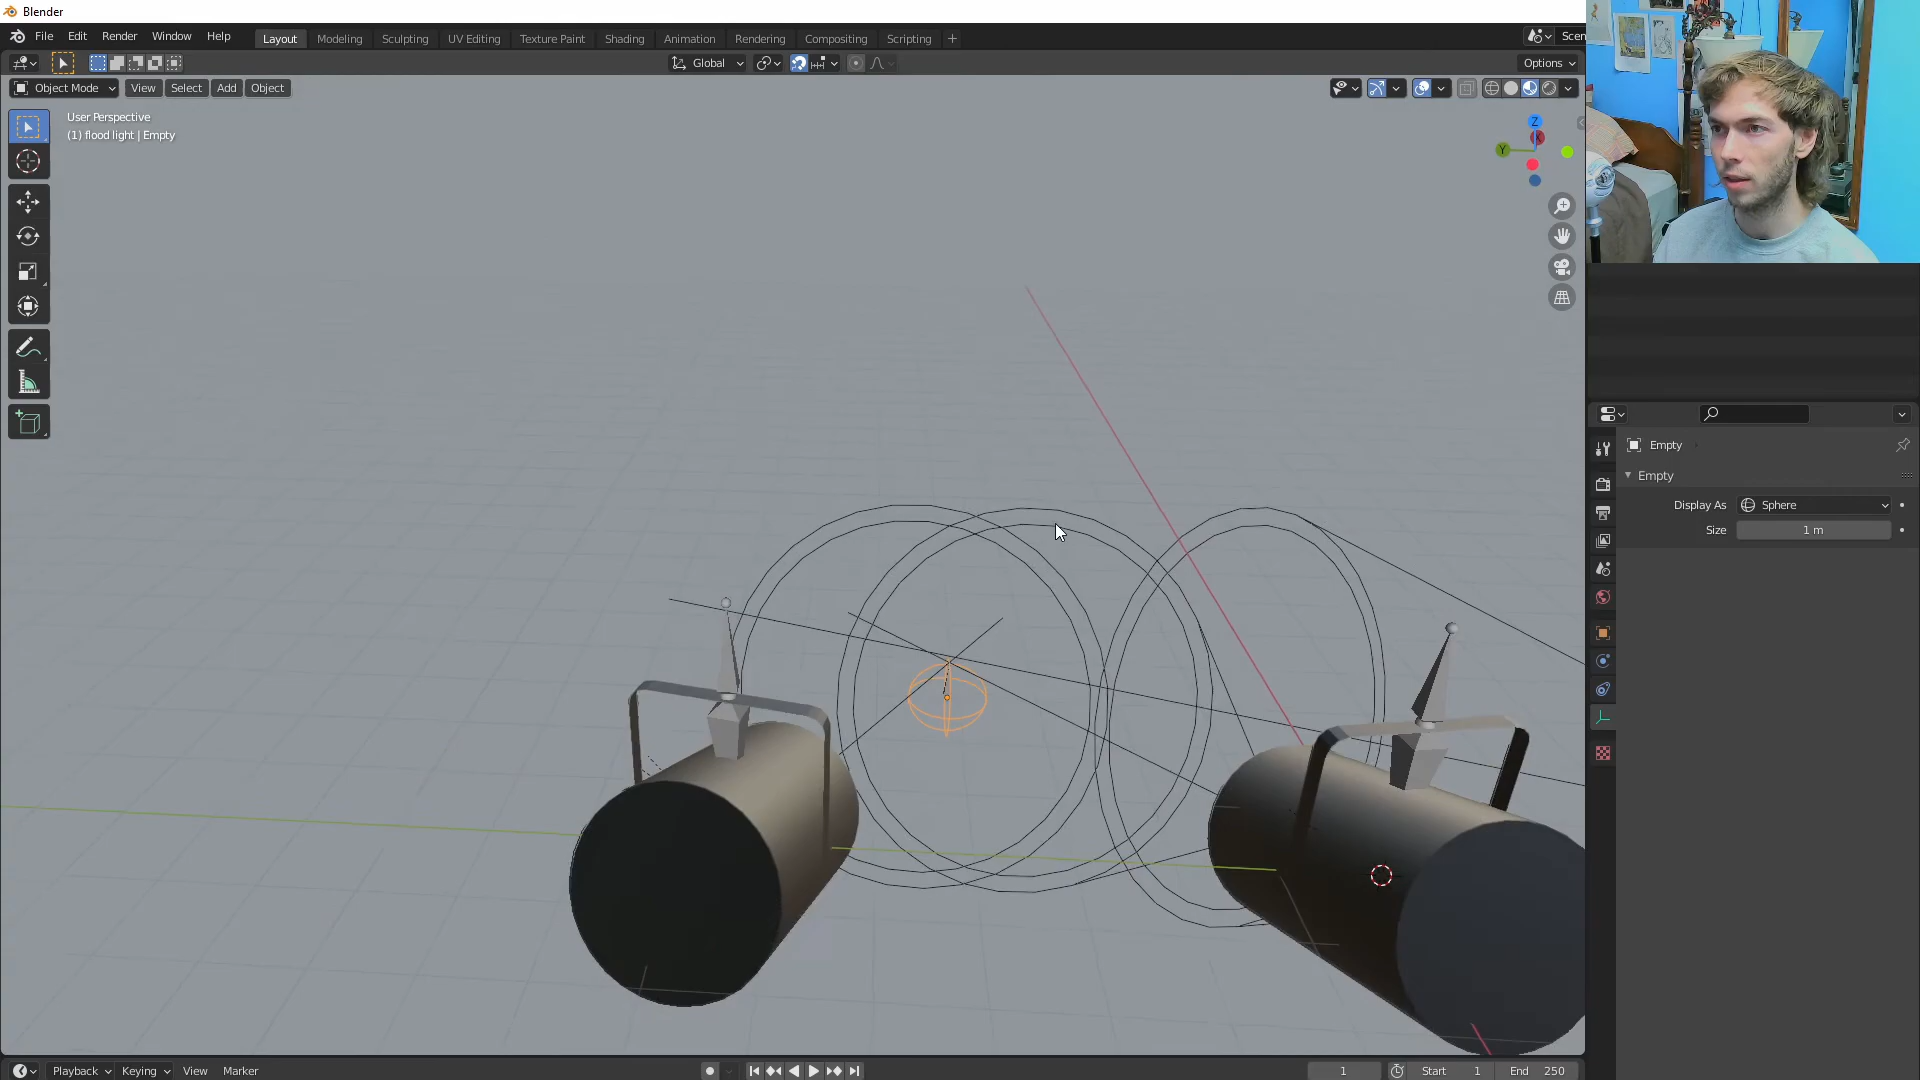 Blender
File Edit Render Window Help
Layout Modeling Sculpting UV Editing Texture Paint Shading Animation Rendering Compositing Scripting +
Scen
Global
Options
Object Mode View Select Add Object
User Perspective
(1) flood light | Empty
Z
X
Y
Empty
Empty
Display As Sphere
Size 1 m
Playback Keying View Marker
1 Start 1 End 250